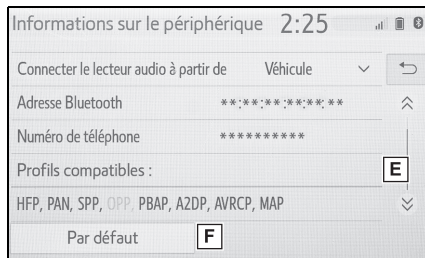 Informations sur le périphérique 2:25
Connecter le lecteur audio à partir de Véhicule
Adresse Bluetooth **:**:**:**:**:**
Numéro de téléphone **********
Profils compatibles :
E
HFP, PAN, SPP, OPP, PBAP, A2DP, AVRCP, MAP
Par défaut F